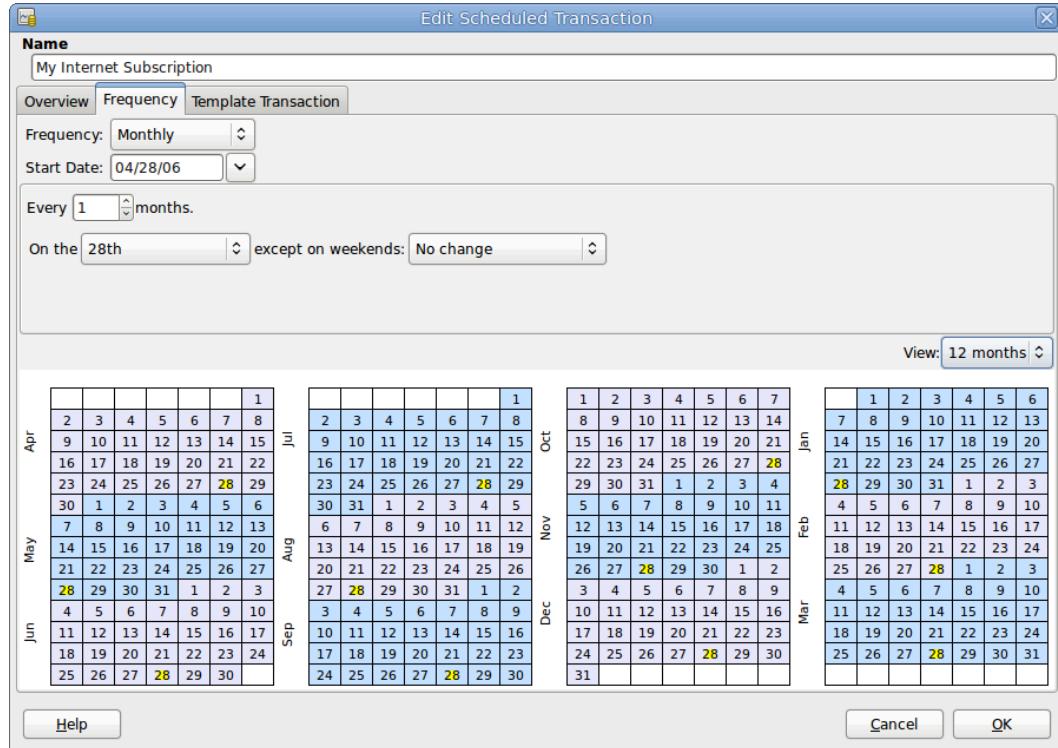 Edit Scheduled Transaction
Name
My Internet Subscription
Overview Frequency Template Transaction
Frequency: Monthly
Start Date: 04/28/06
Every 1 months.
On the 28th except on weekends: No change
View: 12 months
Apr
1
2 3 4 5 6 7 8
9 10 11 12 13 14 15
16 17 18 19 20 21 22
23 24 25 26 27 28 29
30 1 2 3 4 5 6
May
7 8 9 10 11 12 13
14 15 16 17 18 19 20
21 22 23 24 25 26 27
28 29 30 31 1 2 3
Jun
4 5 6 7 8 9 10
11 12 13 14 15 16 17
18 19 20 21 22 23 24
25 26 27 28 29 30
Jul
1
2 3 4 5 6 7 8
9 10 11 12 13 14 15
16 17 18 19 20 21 22
23 24 25 26 27 28 29
30 31 1 2 3 4 5
Aug
6 7 8 9 10 11 12
13 14 15 16 17 18 19
20 21 22 23 24 25 26
27 28 29 30 31 1 2
Sep
3 4 5 6 7 8 9
10 11 12 13 14 15 16
17 18 19 20 21 22 23
24 25 26 27 28 29 30
Oct
1 2 3 4 5 6 7
8 9 10 11 12 13 14
15 16 17 18 19 20 21
22 23 24 25 26 27 28
29 30 31 1 2 3 4
Nov
5 6 7 8 9 10 11
12 13 14 15 16 17 18
19 20 21 22 23 24 25
26 27 28 29 30 1 2
Dec
3 4 5 6 7 8 9
10 11 12 13 14 15 16
17 18 19 20 21 22 23
24 25 26 27 28 29 30
31
Jan
1 2 3 4 5 6
7 8 9 10 11 12 13
14 15 16 17 18 19 20
21 22 23 24 25 26 27
28 29 30 31 1 2 3
Feb
4 5 6 7 8 9 10
11 12 13 14 15 16 17
18 19 20 21 22 23 24
25 26 27 28 1 2 3
Mar
4 5 6 7 8 9 10
11 12 13 14 15 16 17
18 19 20 21 22 23 24
25 26 27 28 29 30 31
Help
Cancel
OK